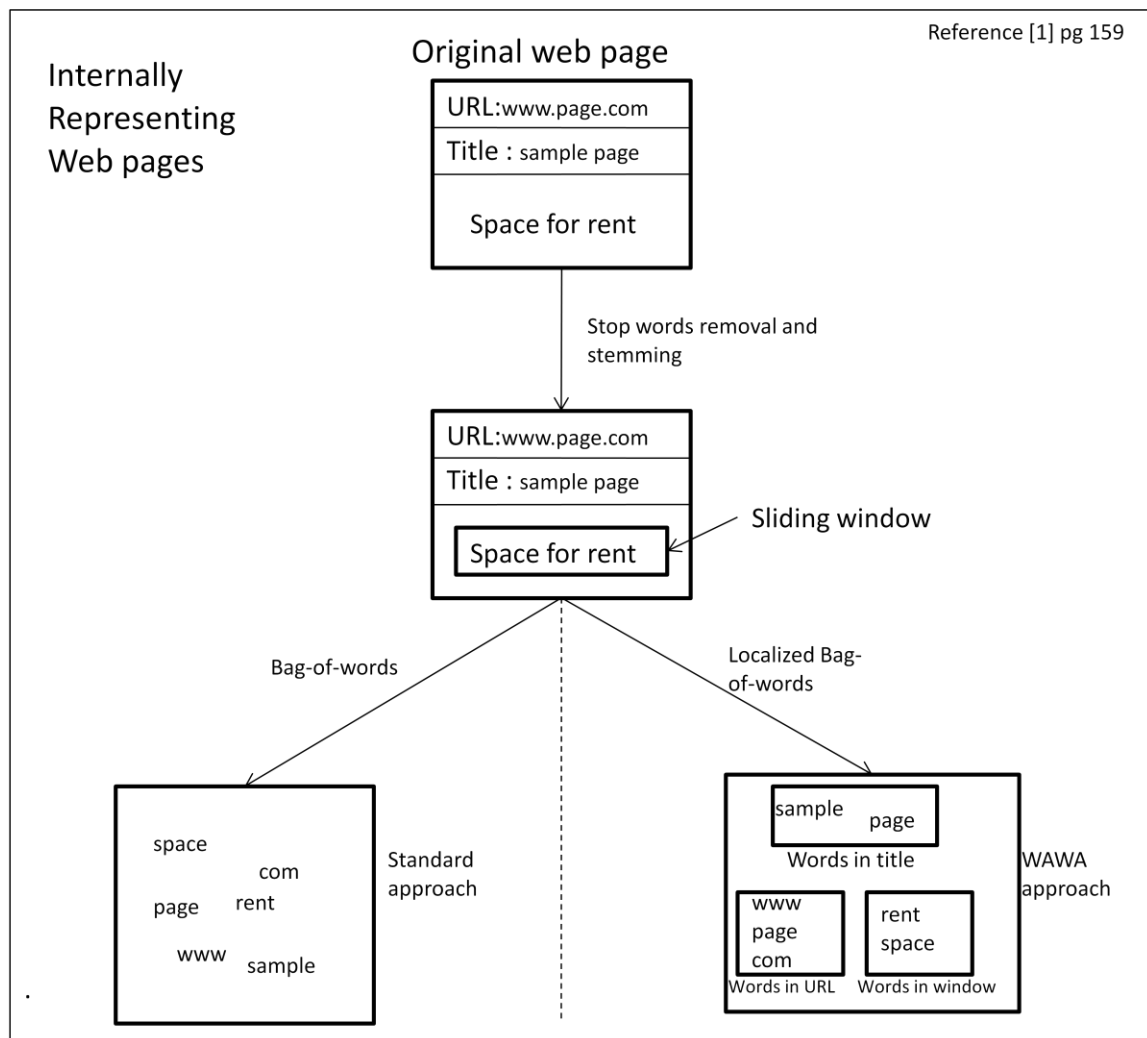 Reference [1] pg 159
Internally
Representing
Web pages
Original web page
URL:www.page.com
Title : sample page
Space for rent
Stop words removal and
stemming
URL:www.page.com
Title : sample page
Space for rent
Sliding window
Bag-of-words
Localized Bag-
of-words
space
com
page
rent
www
sample
Standard
approach
sample
page
Words in title
www
page
com
Words in URL
rent
space
Words in window
WAWA
approach
.